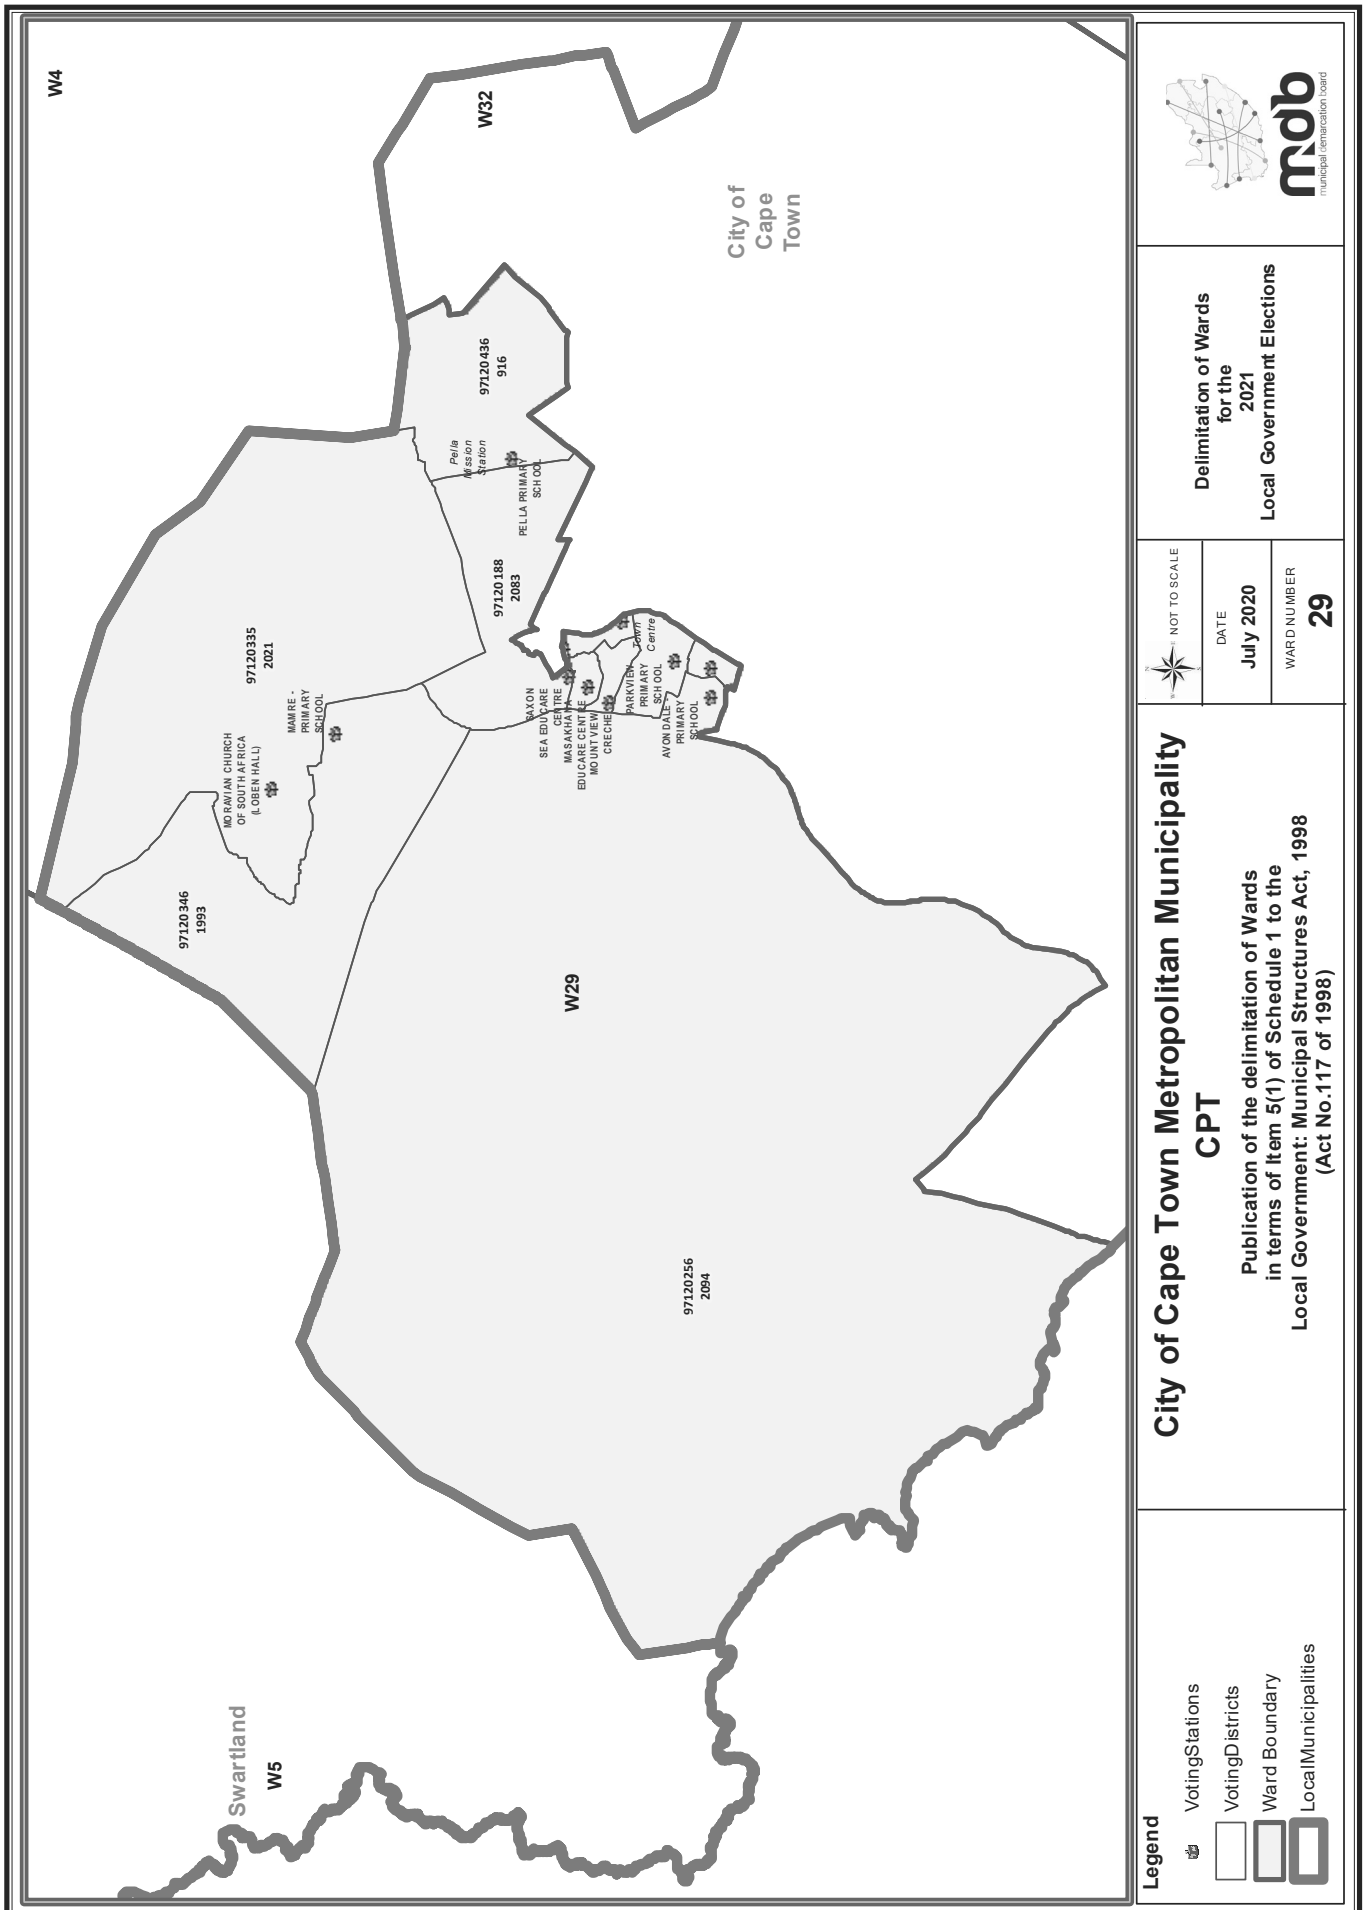 W4
W32
City of
Cape
Town
97120436
916
Pella
Mission
Station
PELLA PRIMARY
SCHOOL
97120188
2083
97120335
2021
MAMRE -
PRIMARY
SCHOOL
MORAVIAN CHURCH
OF SOUTH AFRICA
(LOBEN HALL)
97120346
1993
SAXON
SEA EDUCARE
CENTRE
MASAKHANA
EDUCARE CENTRE
MOUNT VIEW
CRECHE
Town
Centre
PARKVIEW
PRIMARY
SCHOOL
AVONDALE -
PRIMARY
SCHOOL
W29
97120256
2094
Swartland
W5
Legend
VotingStations
VotingDistricts
Ward Boundary
LocalMunicipalities
City of Cape Town Metropolitan Municipality
CPT
Publication of the delimitation of Wards
in terms of Item 5(1) of Schedule 1 to the
Local Government: Municipal Structures Act, 1998
(Act No.117 of 1998)
N
E
S
W
NOT TO SCALE
DATE
July 2020
WARD NUMBER
29
Delimitation of Wards
for the
2021
Local Government Elections
mdb
municipal demarcation board